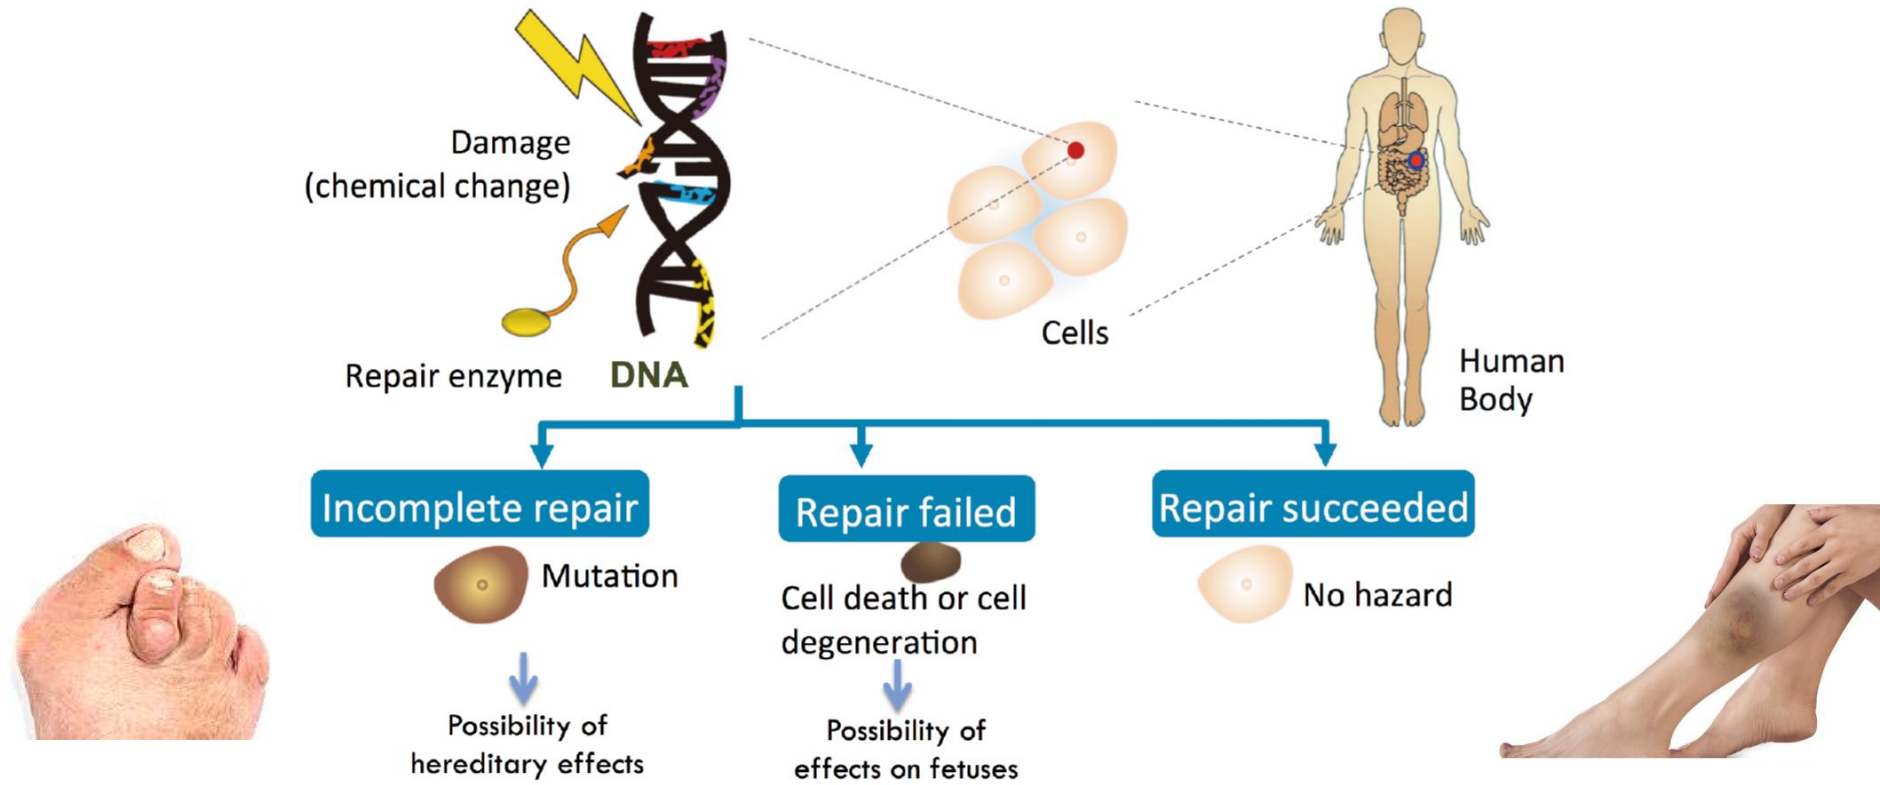 Damage
(chemical change)
Repair enzyme
DNA
Cells
Human
Body
Incomplete repair
Mutation
Possibility of
hereditary effects
Repair failed
Cell death or cell
degeneration
Possibility of
effects on fetuses
Repair succeeded
No hazard